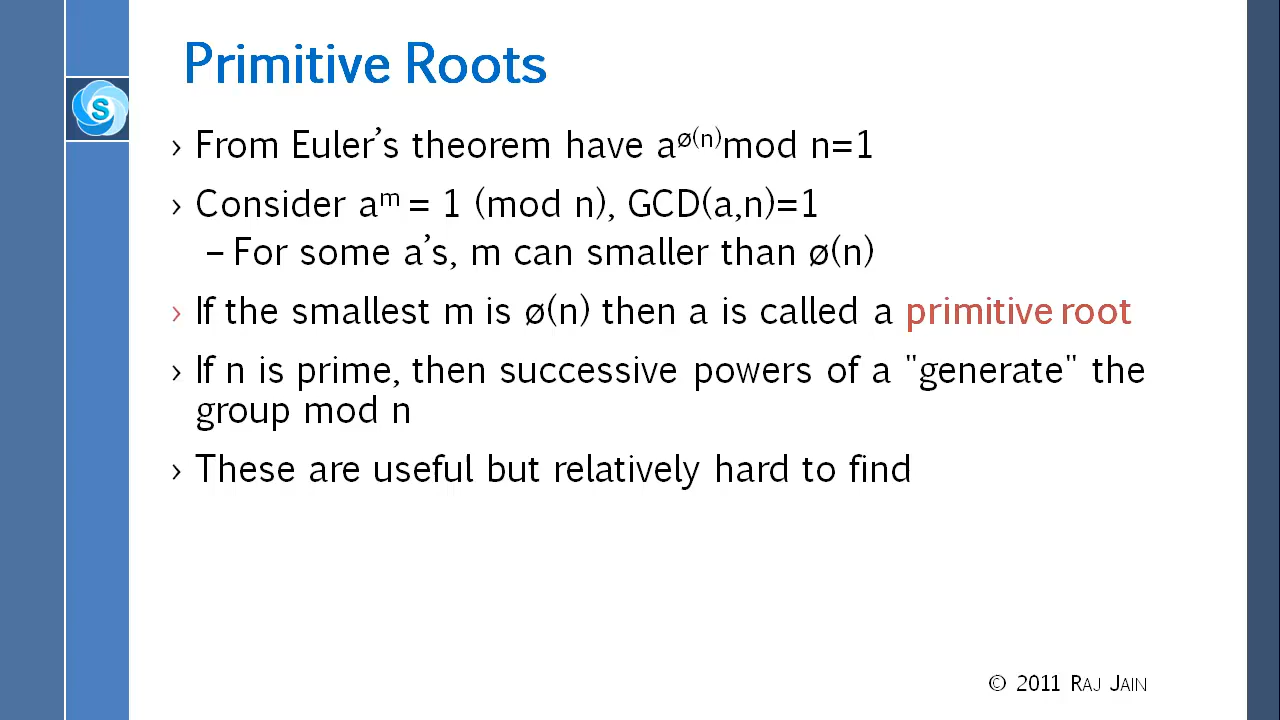 Primitive Roots
S
› From Euler’s theorem have a^ø(n) mod n=1
› Consider a^m = 1 (mod n), GCD(a,n)=1
– For some a’s, m can smaller than ø(n)
› If the smallest m is ø(n) then a is called a primitive root
› If n is prime, then successive powers of a "generate" the
group mod n
› These are useful but relatively hard to find
© 2011 Raj Jain